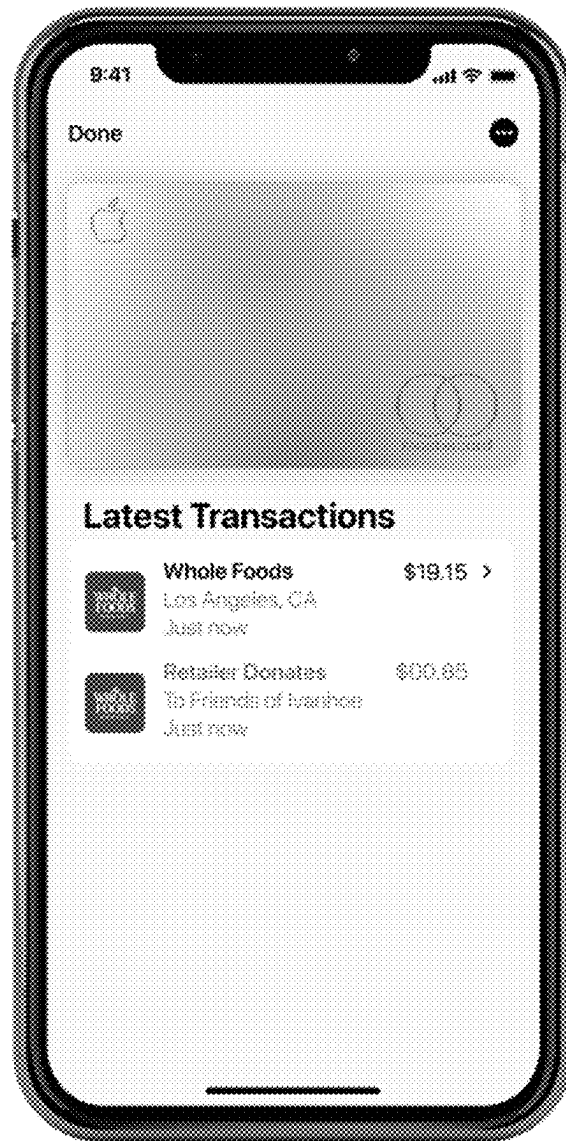 9:41
Done
Latest Transactions
Whole Foods $19.15 >
Los Angeles, CA
Just now
Retailer Donates $00.85
To Friends of Ivanhoe
Just now